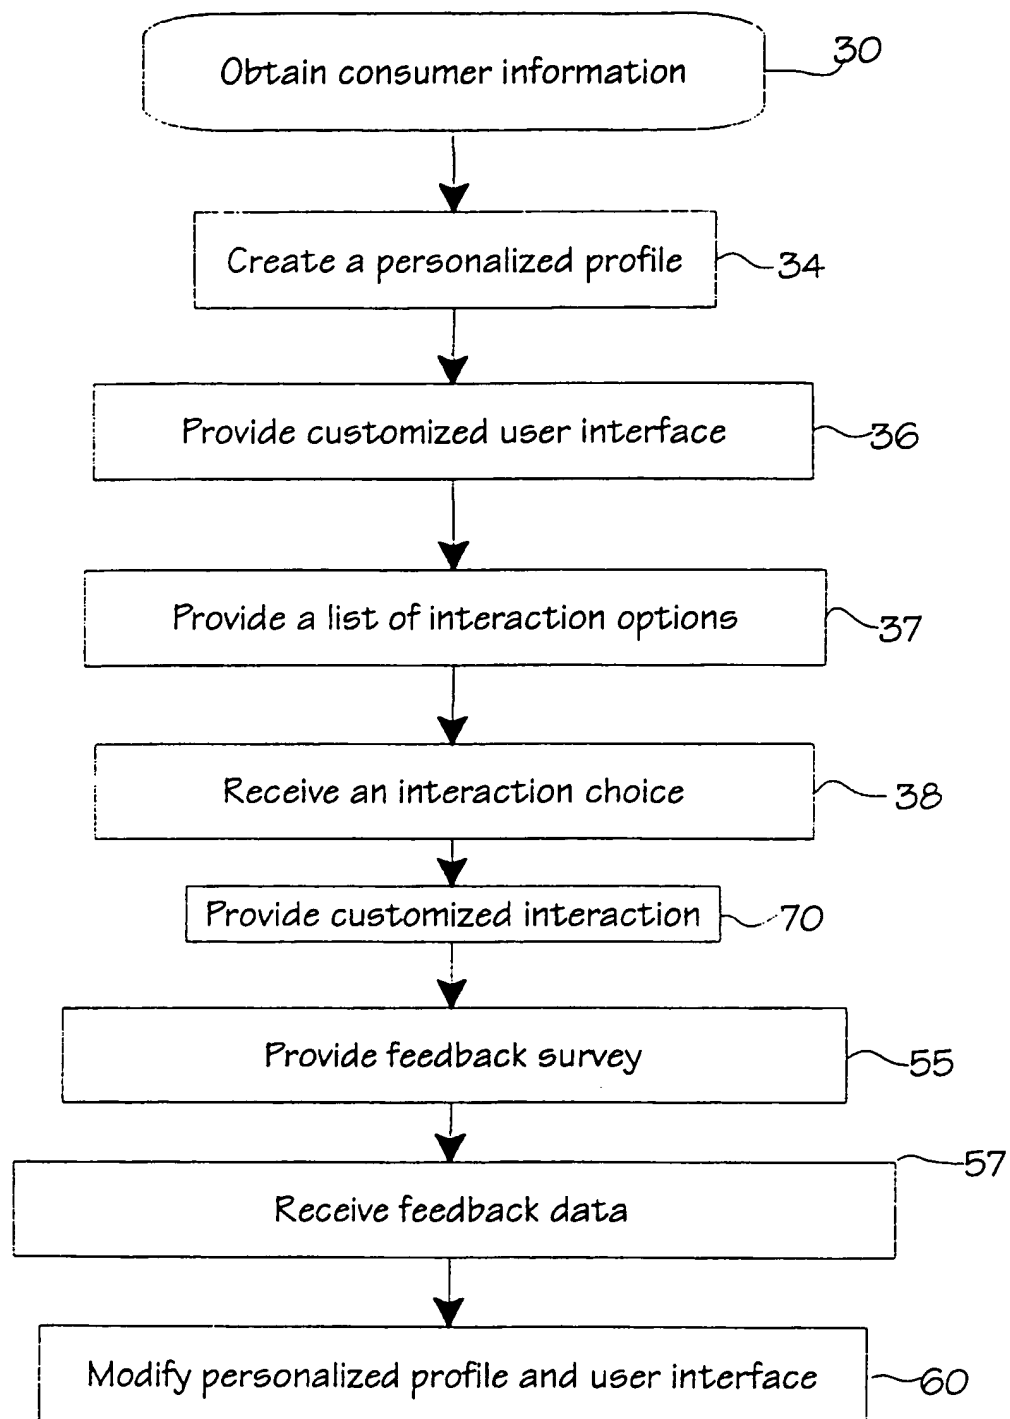 Obtain consumer information 30
Create a personalized profile 34
Provide customized user interface 36
Provide a list of interaction options 37
Receive an interaction choice 38
Provide customized interaction 70
Provide feedback survey 55
57
Receive feedback data
Modify personalized profile and user interface 60